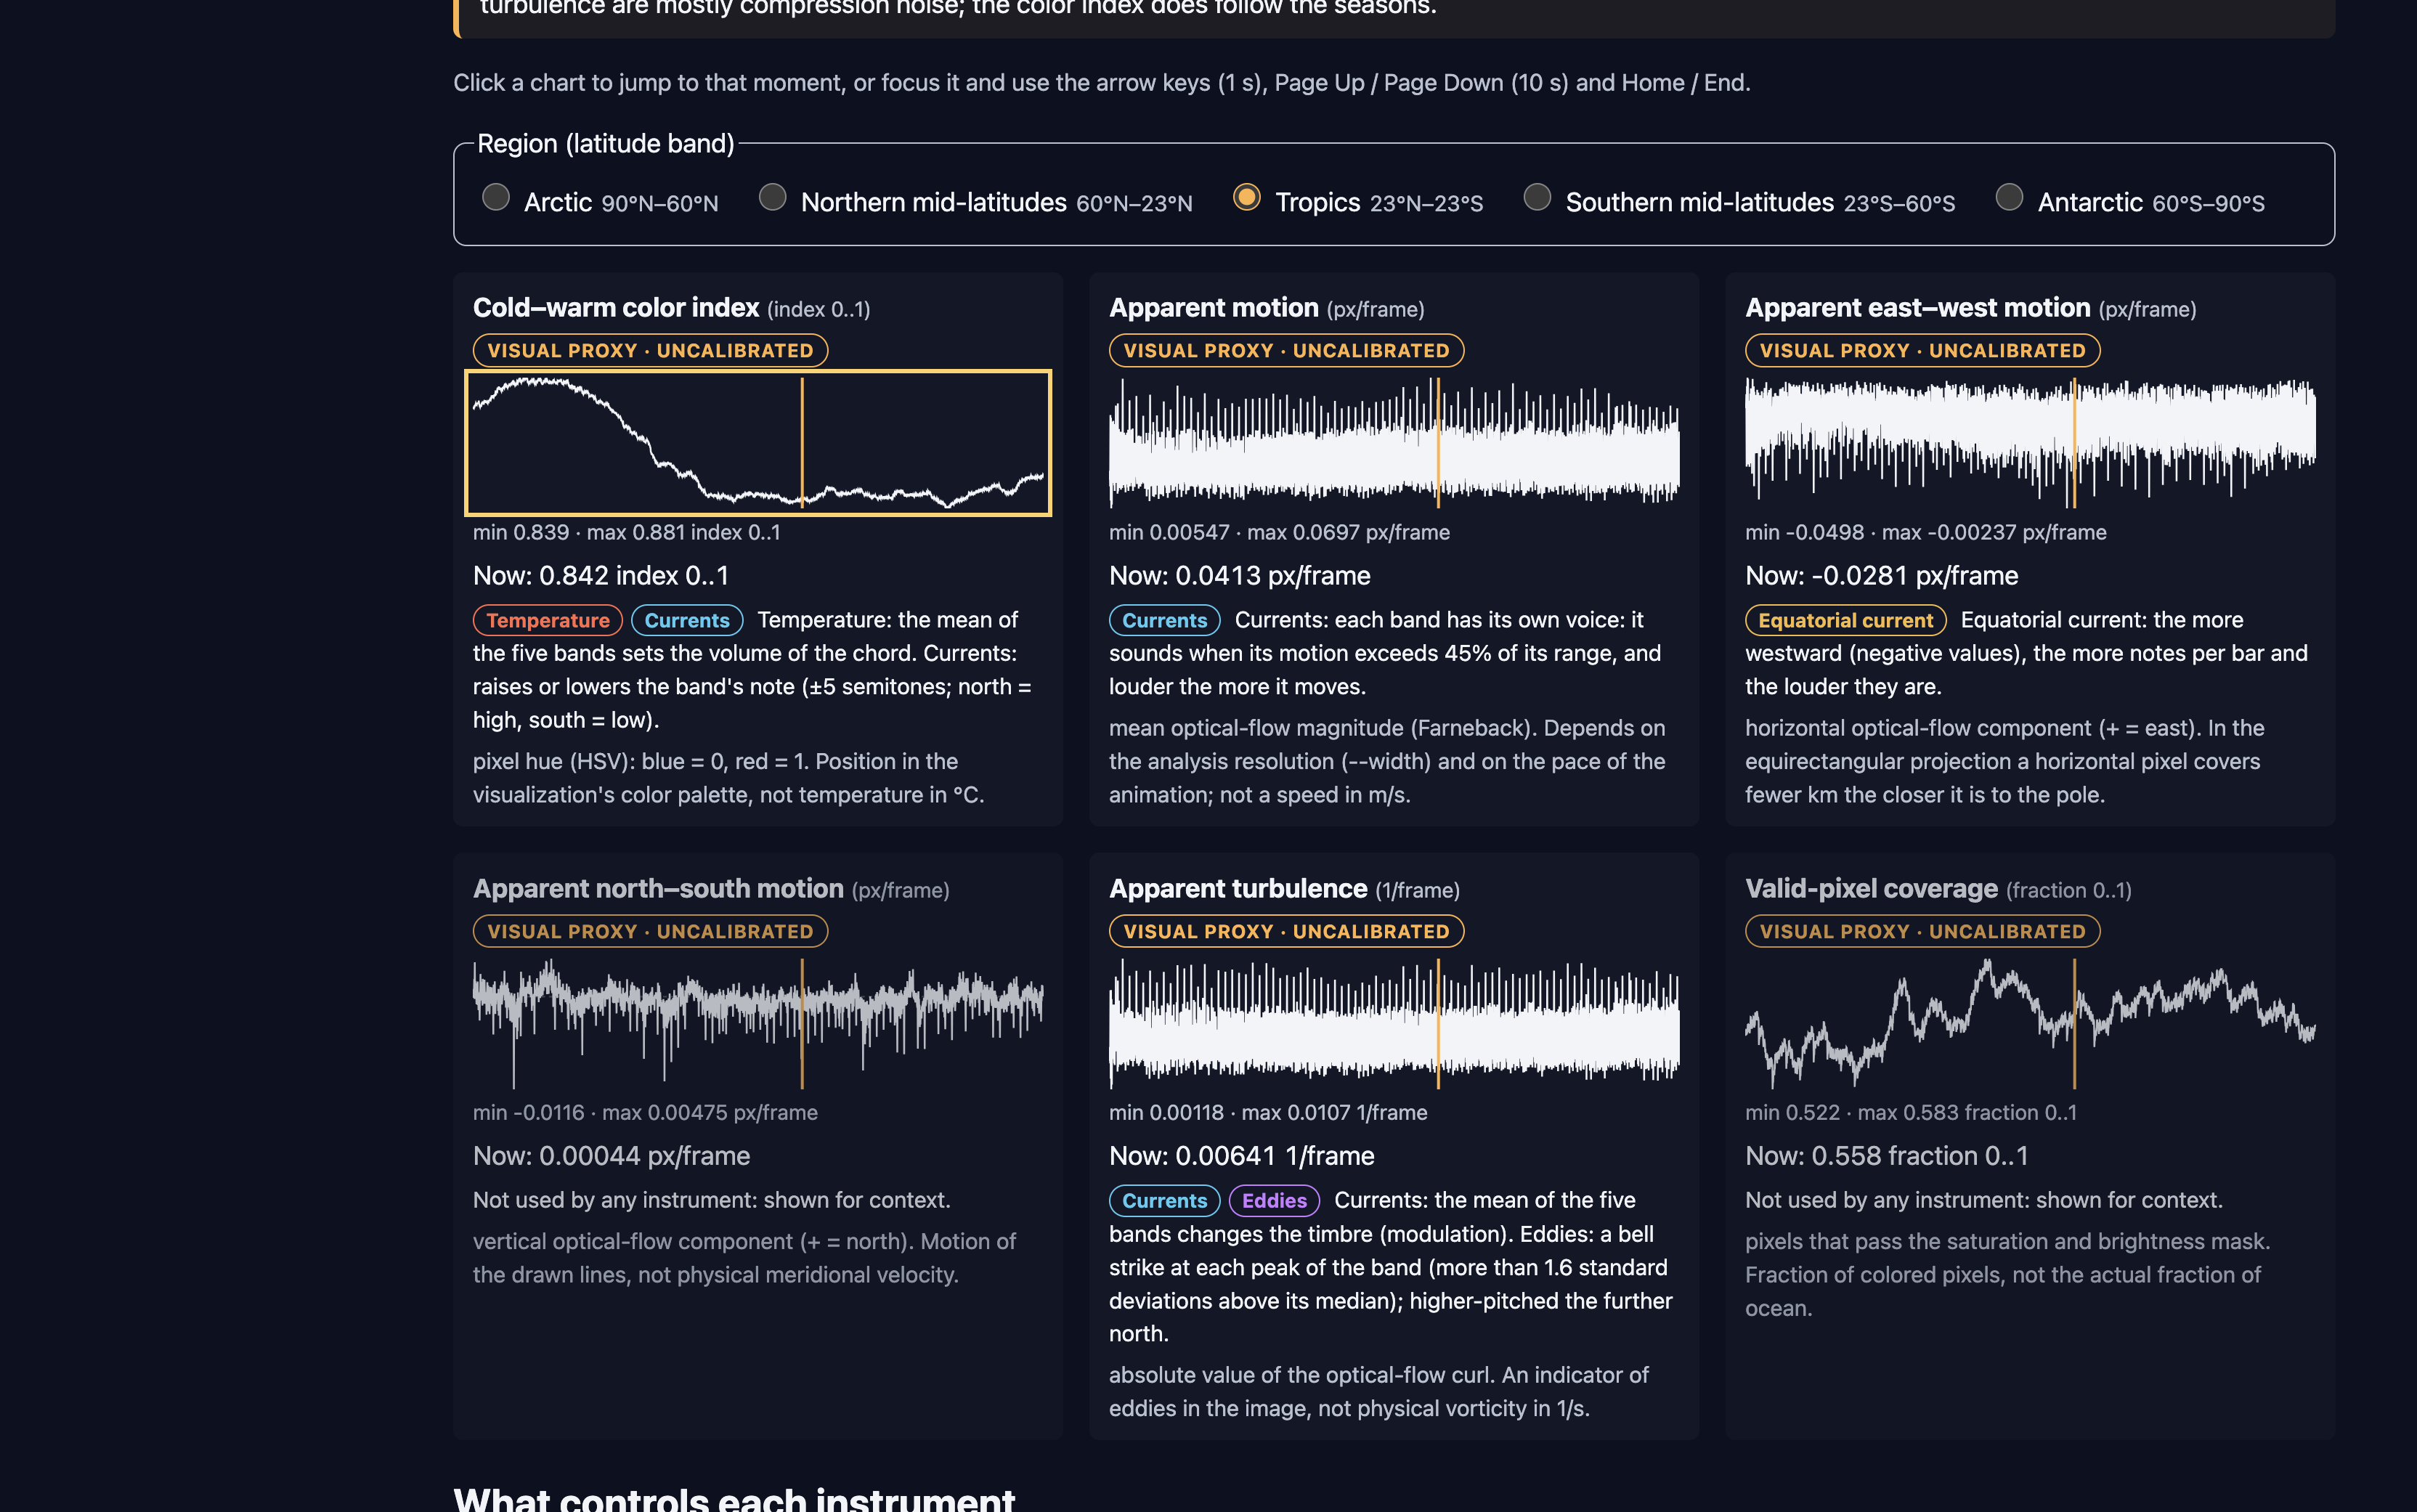 turbulence are mostly compression noise; the color index does follow the seasons.
Click a chart to jump to that moment, or focus it and use the arrow keys (1 s), Page Up / Page Down (10 s) and Home / End.
Region (latitude band)
Arctic 90°N–60°N
Northern mid-latitudes 60°N–23°N
Tropics 23°N–23°S
Southern mid-latitudes 23°S–60°S
Antarctic 60°S–90°S
Cold–warm color index (index 0..1)
VISUAL PROXY · UNCALIBRATED
min 0.839 · max 0.881 index 0..1
Now: 0.842 index 0..1
Temperature Currents Temperature: the mean of
the five bands sets the volume of the chord. Currents:
raises or lowers the band's note (±5 semitones; north =
high, south = low).
pixel hue (HSV): blue = 0, red = 1. Position in the
visualization's color palette, not temperature in °C.
Apparent motion (px/frame)
VISUAL PROXY · UNCALIBRATED
min 0.00547 · max 0.0697 px/frame
Now: 0.0413 px/frame
Currents Currents: each band has its own voice: it
sounds when its motion exceeds 45% of its range, and
louder the more it moves.
mean optical-flow magnitude (Farneback). Depends on
the analysis resolution (--width) and on the pace of the
animation; not a speed in m/s.
Apparent east–west motion (px/frame)
VISUAL PROXY · UNCALIBRATED
min -0.0498 · max -0.00237 px/frame
Now: -0.0281 px/frame
Equatorial current Equatorial current: the more
westward (negative values), the more notes per bar and
the louder they are.
horizontal optical-flow component (+ = east). In the
equirectangular projection a horizontal pixel covers
fewer km the closer it is to the pole.
Apparent north–south motion (px/frame)
VISUAL PROXY · UNCALIBRATED
min -0.0116 · max 0.00475 px/frame
Now: 0.00044 px/frame
Not used by any instrument: shown for context.
vertical optical-flow component (+ = north). Motion of
the drawn lines, not physical meridional velocity.
Apparent turbulence (1/frame)
VISUAL PROXY · UNCALIBRATED
min 0.00118 · max 0.0107 1/frame
Now: 0.00641 1/frame
Currents Eddies Currents: the mean of the five
bands changes the timbre (modulation). Eddies: a bell
strike at each peak of the band (more than 1.6 standard
deviations above its median); higher-pitched the further
north.
absolute value of the optical-flow curl. An indicator of
eddies in the image, not physical vorticity in 1/s.
Valid-pixel coverage (fraction 0..1)
VISUAL PROXY · UNCALIBRATED
min 0.522 · max 0.583 fraction 0..1
Now: 0.558 fraction 0..1
Not used by any instrument: shown for context.
pixels that pass the saturation and brightness mask.
Fraction of colored pixels, not the actual fraction of
ocean.
What controls each instrument